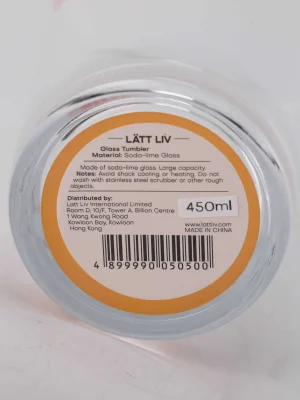 LÄTT LIV
Glass Tumbler
Material: Soda-lime Glass
Made of soda-lime glass. Large capacity.
Notes: Avoid shock cooling or heating. Do not
wash with stainless steel scrubber or other rough
objects.
Distributed by:
Latt Liv International Limited
Room D, 10/F, Tower A, Billion Centre
1 Wang Kwong Road
Kowloon Bay, Kowloon
Hong Kong
450ml
www.lattliv.com
MADE IN CHINA
4 899990 050500